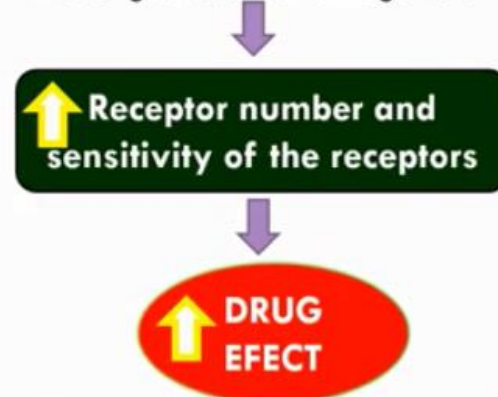 Receptor number and
sensitivity of the receptors
DRUG
EFECT